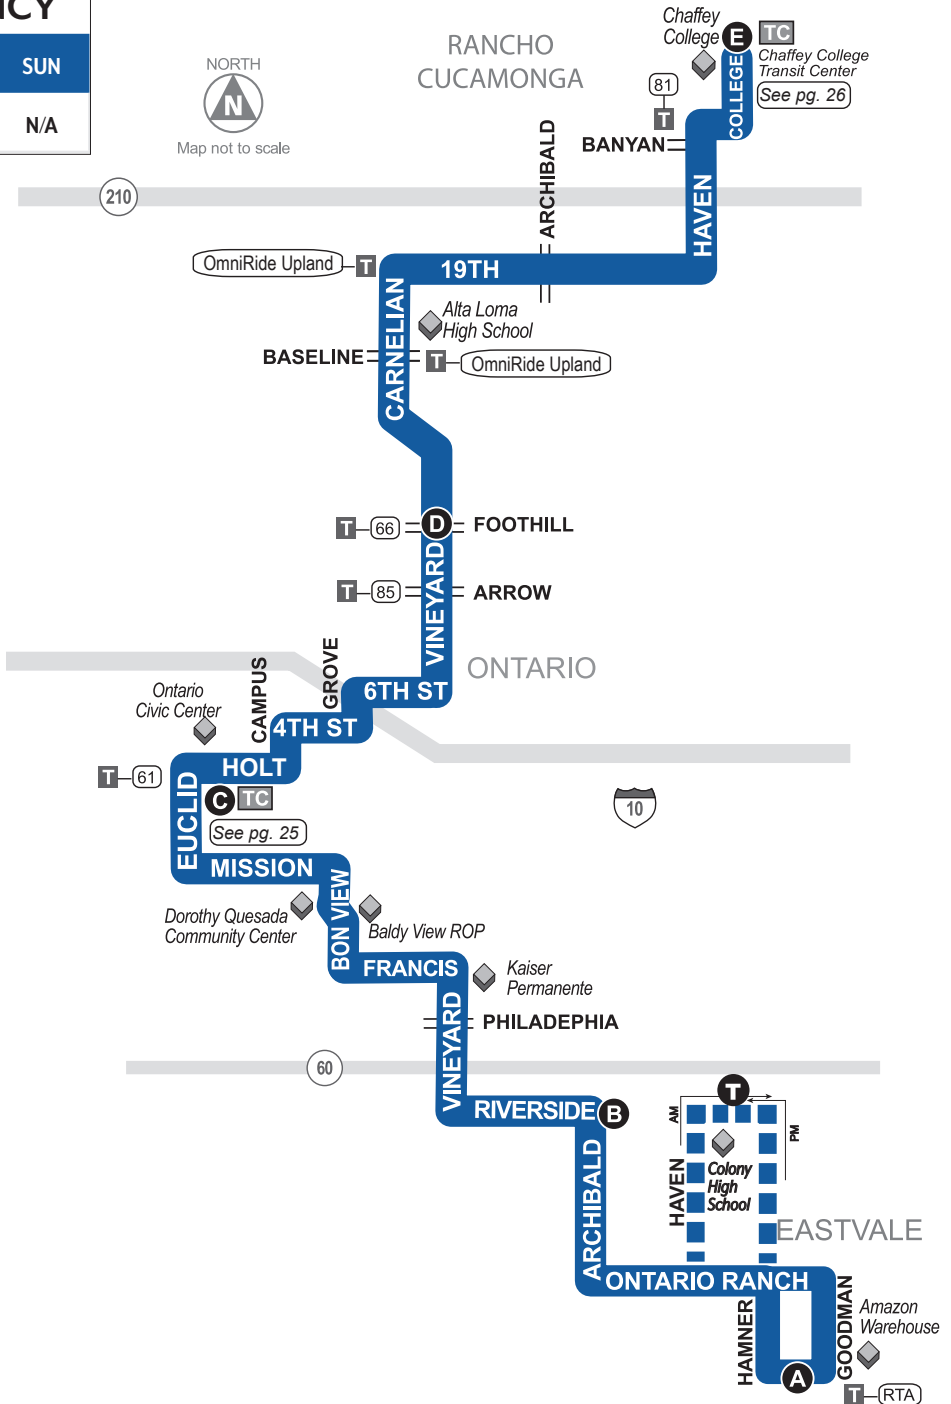 SUN
N/A
NORTH
N
Map not to scale
RANCHO
CUCAMONGA
Chaffey
College
E
TC
Chaffey College
Transit Center
See pg. 26
COLLEGE
81
T
BANYAN
ARCHIBALD
HAVEN
210
OmniRide Upland
T
19TH
CARNELIAN
Alta Loma
High School
BASELINE
T
OmniRide Upland
T
66
D
FOOTHILL
T
85
ARROW
VINEYARD
ONTARIO
GROVE
CAMPUS
6TH ST
4TH ST
Ontario
Civic Center
HOLT
T
61
EUCLID
C
TC
See pg. 25
10
MISSION
BON VIEW
Dorothy Quesada
Community Center
Baldy View ROP
FRANCIS
Kaiser
Permanente
VINEYARD
PHILADEPHIA
60
RIVERSIDE
B
T
AM
PM
HAVEN
Colony
High
School
ARCHIBALD
EASTVALE
ONTARIO RANCH
HAMNER
GOODMAN
Amazon
Warehouse
A
T
RTA